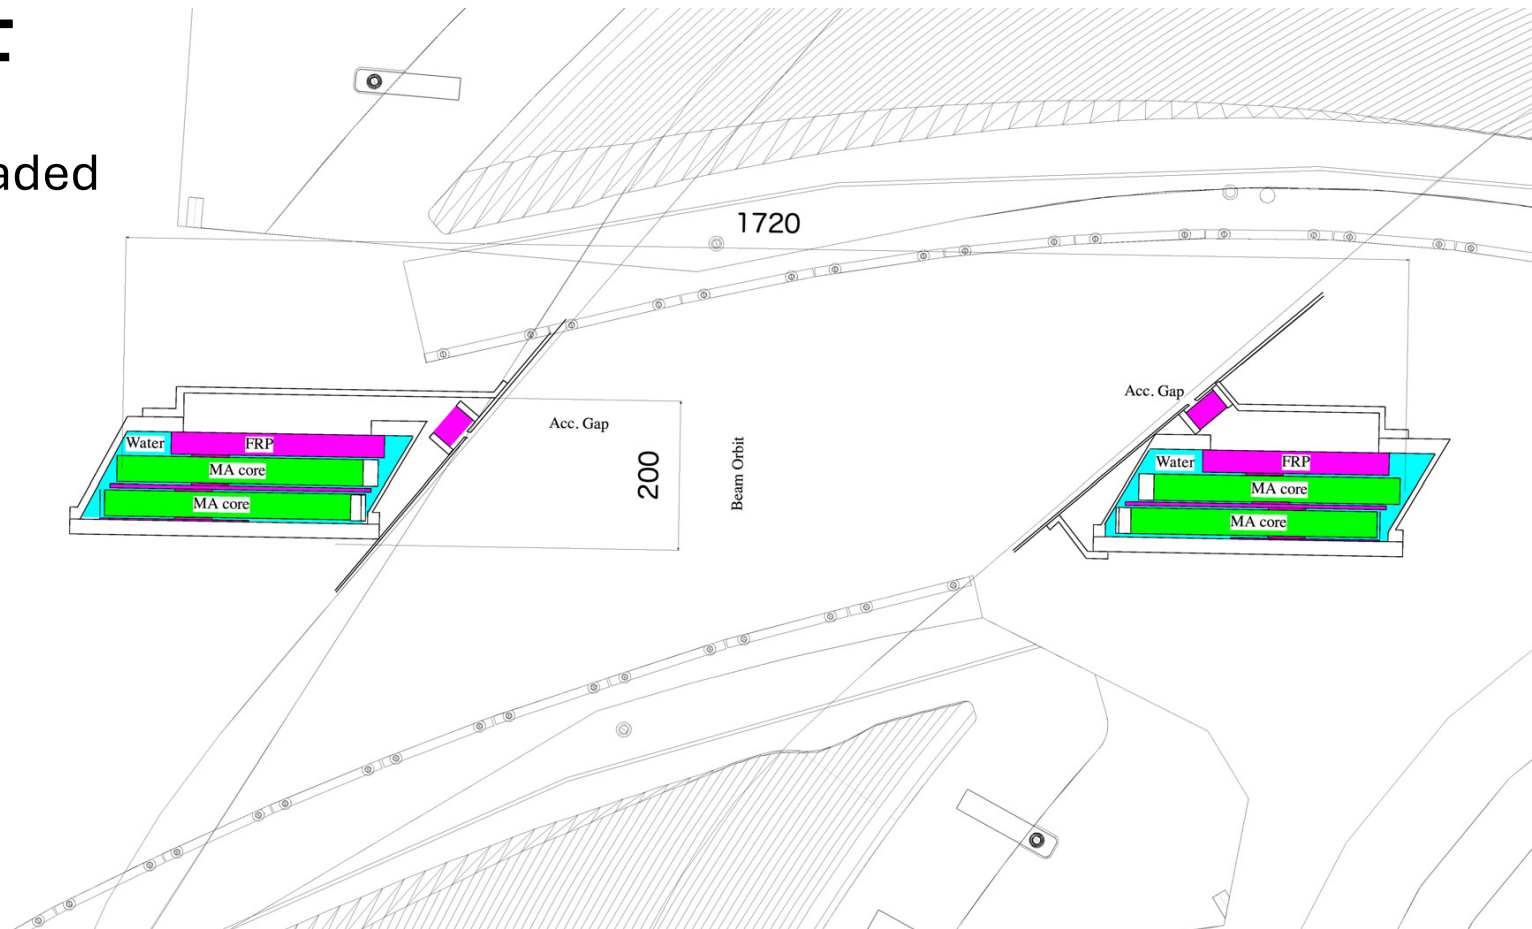 aded
1720
Acc. Gap
Acc. Gap
200
Beam Orbit
Water
FRP
MA core
MA core
Water
FRP
MA core
MA core